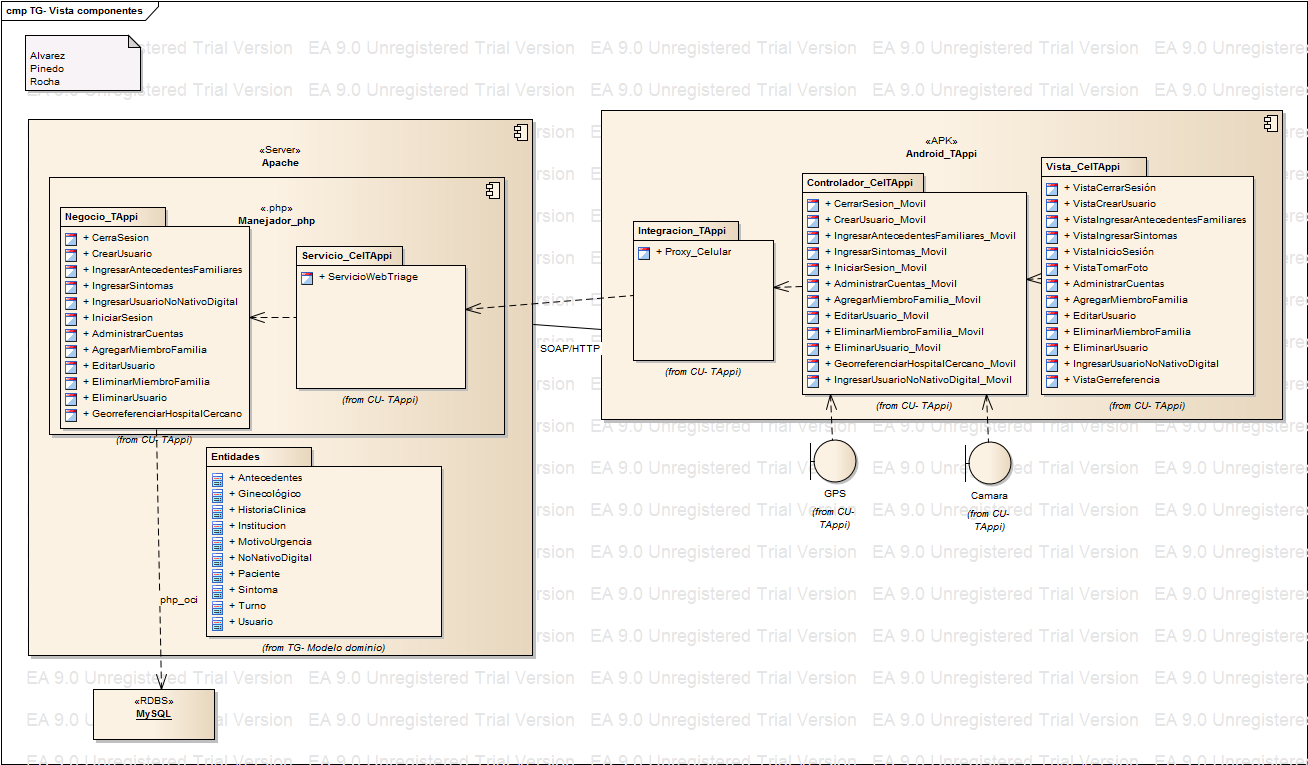 cmp TG- Vista componentes
Alvarez
Pinedo
Rocha
EA 9.0 Unregistered Trial Version
«Server»
Apache
«.php»
Manejador_php
Negocio_TAppi
+ CerraSesion
+ CrearUsuario
+ IngresarAntecedentesFamiliares
+ IngresarSintomas
+ IngresarUsuarioNoNativoDigital
+ IniciarSesion
+ AdministrarCuentas
+ AgregarMiembroFamilia
+ EditarUsuario
+ EliminarMiembroFamilia
+ EliminarUsuario
+ GeorreferenciarHospitalCercano
(from CU- TAppi)
Servicio_CelTAppi
+ ServicioWebTriage
(from CU- TAppi)
Entidades
+ Antecedentes
+ Ginecológico
+ HistoriaClinica
+ Institucion
+ MotivoUrgencia
+ NoNativoDigital
+ Paciente
+ Sintoma
+ Turno
+ Usuario
(from TG- Modelo dominio)
php_oci
«RDBS»
MySQL
SOAP/HTTP
«APK»
Android_TAppi
Integracion_TAppi
+ Proxy_Celular
(from CU- TAppi)
Controlador_CelTAppi
+ CerrarSesion_Movil
+ CrearUsuario_Movil
+ IngresarAntecedentesFamiliares_Movil
+ IngresarSintomas_Movil
+ IniciarSesion_Movil
+ AdministrarCuentas_Movil
+ AgregarMiembroFamilia_Movil
+ EditarUsuario_Movil
+ EliminarMiembroFamilia_Movil
+ EliminarUsuario_Movil
+ GeorreferenciarHospitalCercano_Movil
+ IngresarUsuarioNoNativoDigital_Movil
(from CU- TAppi)
Vista_CelTAppi
+ VistaCerrarSesión
+ VistaCrearUsuario
+ VistaIngresarAntecedentesFamiliares
+ VistaIngresarSintomas
+ VistaInicioSesión
+ VistaTomarFoto
+ AdministrarCuentas
+ AgregarMiembroFamilia
+ EditarUsuario
+ EliminarMiembroFamilia
+ EliminarUsuario
+ IngresarUsuarioNoNativoDigital
+ VistaGerreferencia
(from CU- TAppi)
GPS
(from CU-
TAppi)
Camara
(from CU-
TAppi)